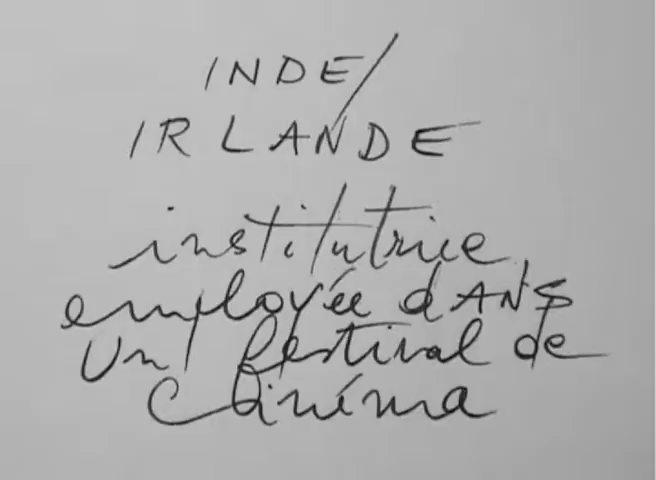 INDE/
IRLANDE
institutrice,
employée dANS
un festival de
Cinéma